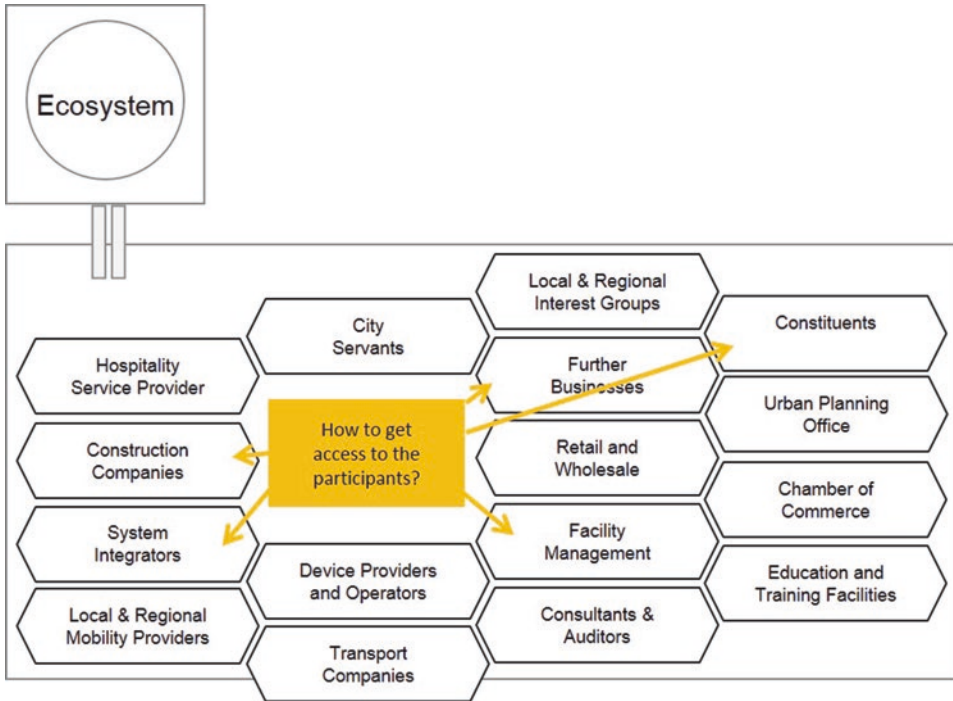 Ecosystem
Local & Regional
Interest Groups
City
Servants
Constituents
Hospitality
Service Provider
Further
Businesses
Urban Planning
Office
How to get
access to the
participants?
Construction
Companies
Retail and
Wholesale
Chamber of
Commerce
System
Integrators
Facility
Management
Device Providers
and Operators
Education and
Training Facilities
Local & Regional
Mobility Providers
Consultants &
Auditors
Transport
Companies